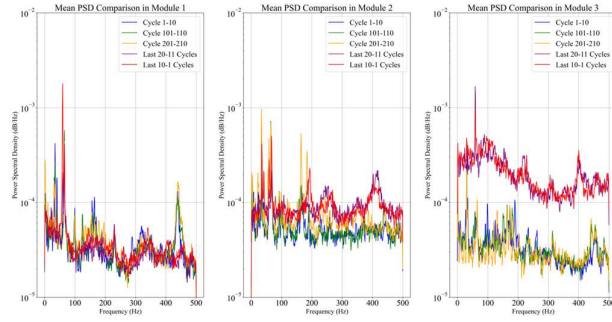 Mean PSD Comparison in Module 1
Power Spectral Density (dB/Hz)
10⁻²
10⁻³
10⁻⁴
10⁻⁵
Cycle 1-10
Cycle 101-110
Cycle 201-210
Last 20-11 Cycles
Last 10-1 Cycles
0 100 200 300 400 500
Frequency (Hz)
Mean PSD Comparison in Module 2
Power Spectral Density (dB/Hz)
10⁻²
10⁻³
10⁻⁴
10⁻⁵
Cycle 1-10
Cycle 101-110
Cycle 201-210
Last 20-11 Cycles
Last 10-1 Cycles
0 100 200 300 400 500
Frequency (Hz)
Mean PSD Comparison in Module 3
Power Spectral Density (dB/Hz)
10⁻²
10⁻³
10⁻⁴
10⁻⁵
Cycle 1-10
Cycle 101-110
Cycle 201-210
Last 20-11 Cycles
Last 10-1 Cycles
0 100 200 300 400 500
Frequency (Hz)